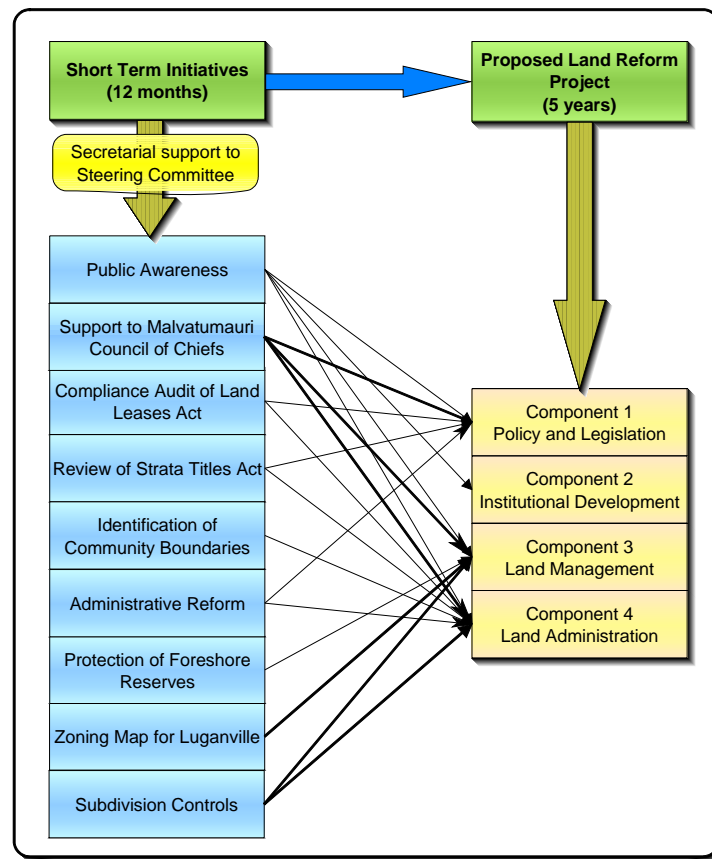 Short Term Initiatives
(12 months)
Proposed Land Reform
Project
(5 years)
Secretarial support to
Steering Committee
Public Awareness
Support to Malvatumauri
Council of Chiefs
Compliance Audit of Land
Leases Act
Review of Strata Titles Act
Identification of
Community Boundaries
Administrative Reform
Protection of Foreshore
Reserves
Zoning Map for Luganville
Subdivision Controls
Component 1
Policy and Legislation
Component 2
Institutional Development
Component 3
Land Management
Component 4
Land Administration